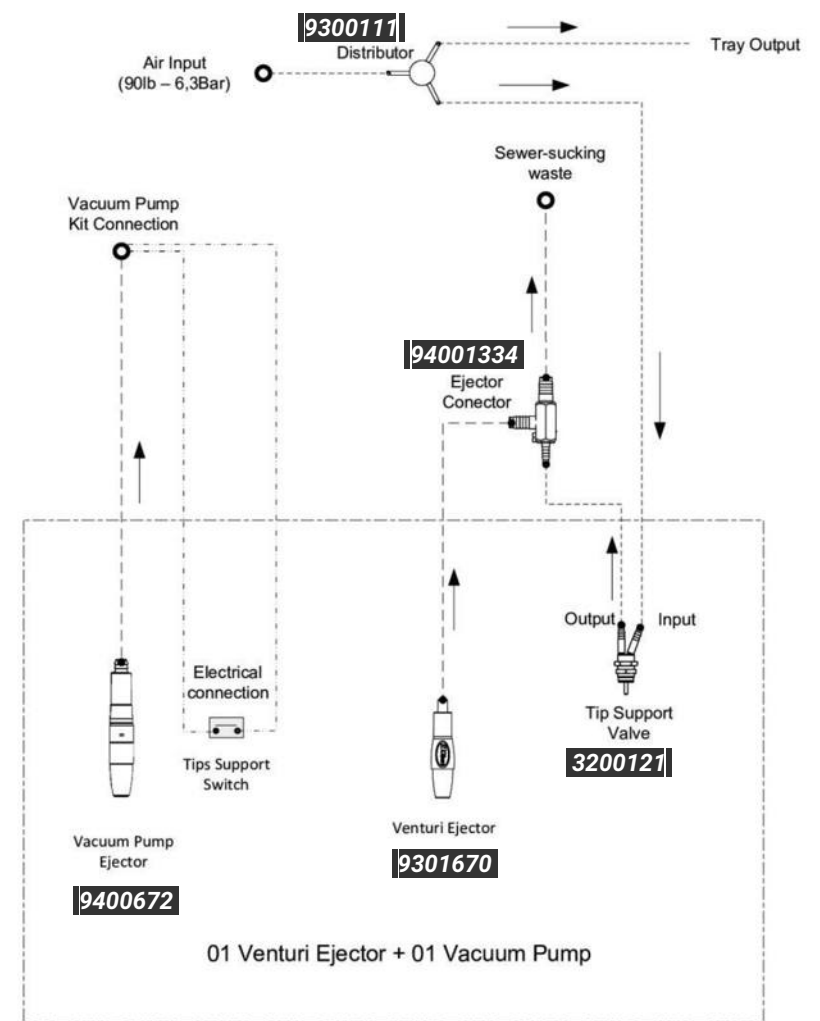 9300111
Distributor
Tray Output
Air Input
(90lb – 6,3Bar)
Sewer-sucking
waste
Vacuum Pump
Kit Connection
94001334
Ejector
Conector
Output
Input
Electrical
connection
Tip Support
Valve
3200121
Tips Support
Switch
Venturi Ejector
9301670
Vacuum Pump
Ejector
9400672
01 Venturi Ejector + 01 Vacuum Pump